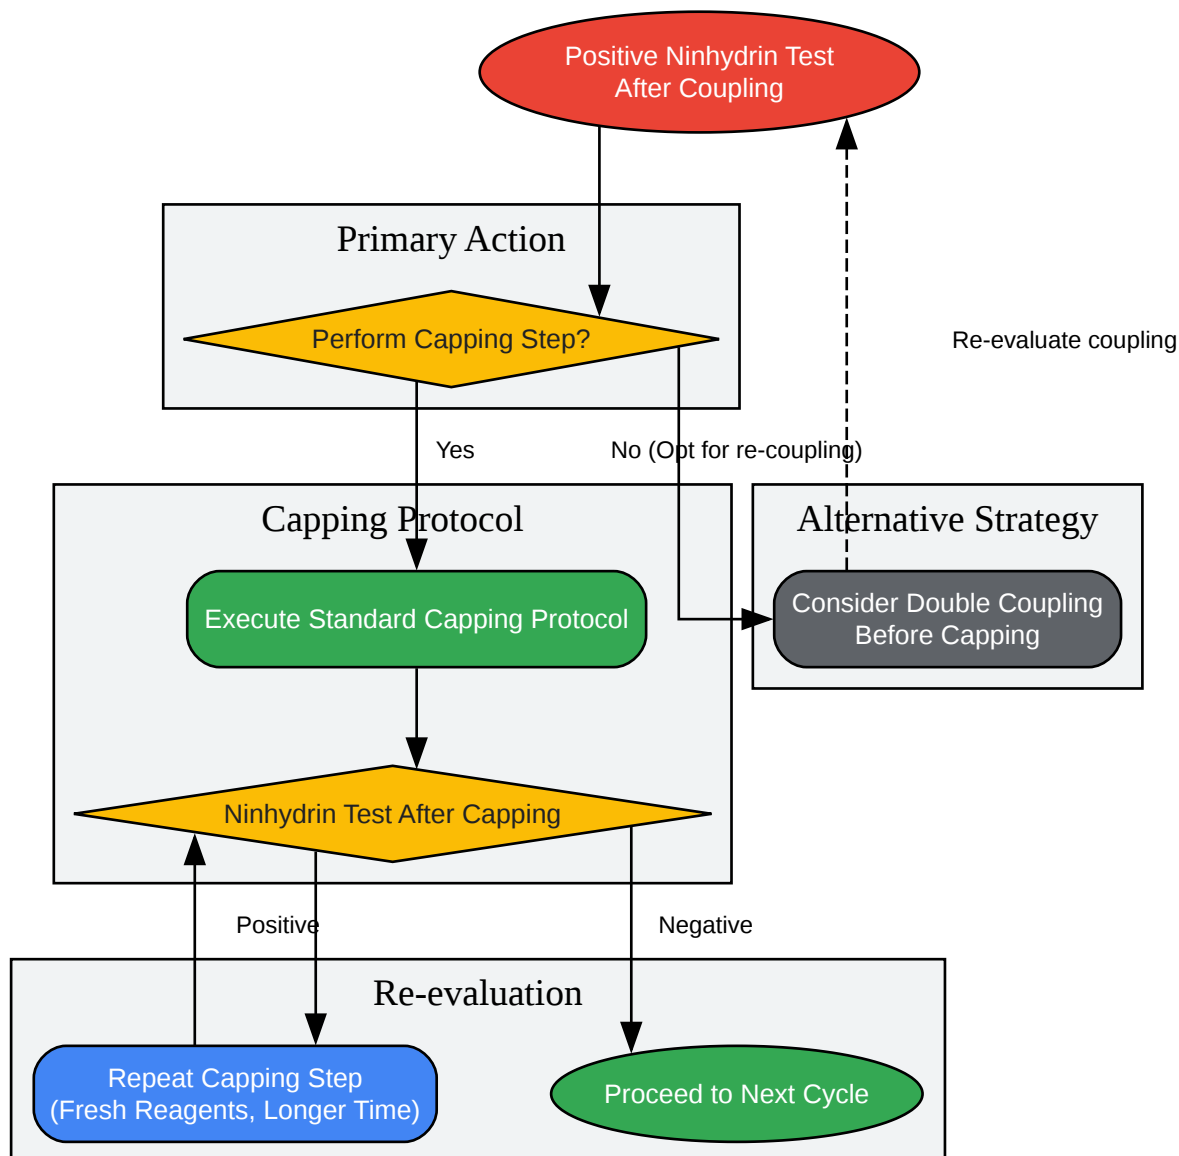 Positive Ninhydrin Test
After Coupling
Primary Action
Perform Capping Step?
Re-evaluate coupling
Yes
No (Opt for re-coupling)
Capping Protocol
Alternative Strategy
Execute Standard Capping Protocol
Consider Double Coupling
Before Capping
Ninhydrin Test After Capping
Positive
Negative
Re-evaluation
Repeat Capping Step
(Fresh Reagents, Longer Time)
Proceed to Next Cycle